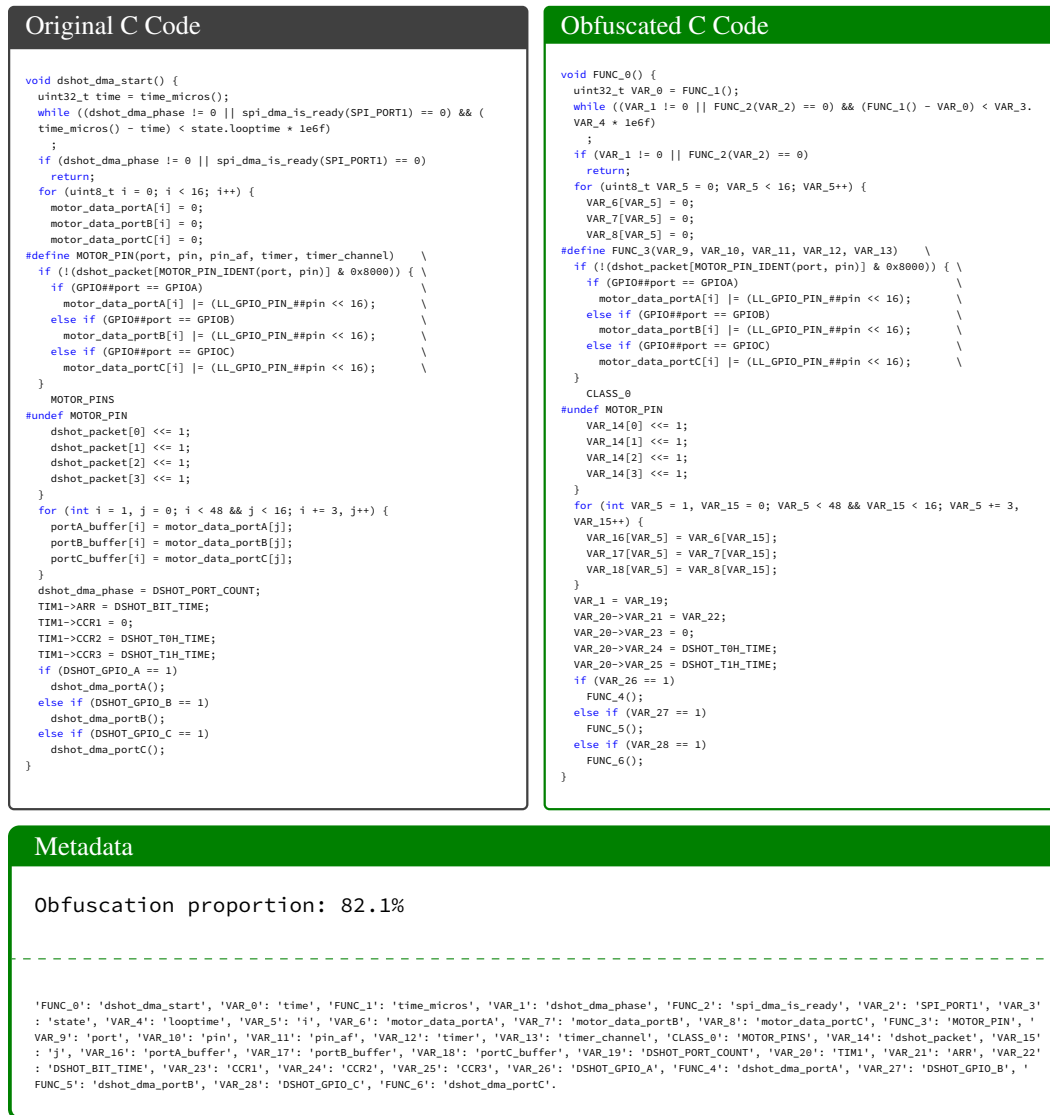 Original C Code
void dshot_dma_start() {
  uint32_t time = time_micros();
  while ((dshot_dma_phase != 0 || spi_dma_is_ready(SPI_PORT1) == 0) && (
  time_micros() - time) < state.looptime * 1e6f)
    ;
  if (dshot_dma_phase != 0 || spi_dma_is_ready(SPI_PORT1) == 0)
    return;
  for (uint8_t i = 0; i < 16; i++) {
    motor_data_portA[i] = 0;
    motor_data_portB[i] = 0;
    motor_data_portC[i] = 0;
#define MOTOR_PIN(port, pin, pin_af, timer, timer_channel)    \
  if (!(dshot_packet[MOTOR_PIN_IDENT(port, pin)] & 0x8000)) { \
    if (GPIO##port == GPIOA)                                  \
      motor_data_portA[i] |= (LL_GPIO_PIN_##pin << 16);       \
    else if (GPIO##port == GPIOB)                             \
      motor_data_portB[i] |= (LL_GPIO_PIN_##pin << 16);       \
    else if (GPIO##port == GPIOC)                             \
      motor_data_portC[i] |= (LL_GPIO_PIN_##pin << 16);       \
  }
    MOTOR_PINS
#undef MOTOR_PIN
    dshot_packet[0] <<= 1;
    dshot_packet[1] <<= 1;
    dshot_packet[2] <<= 1;
    dshot_packet[3] <<= 1;
  }
  for (int i = 1, j = 0; i < 48 && j < 16; i += 3, j++) {
    portA_buffer[i] = motor_data_portA[j];
    portB_buffer[i] = motor_data_portB[j];
    portC_buffer[i] = motor_data_portC[j];
  }
  dshot_dma_phase = DSHOT_PORT_COUNT;
  TIM1->ARR = DSHOT_BIT_TIME;
  TIM1->CCR1 = 0;
  TIM1->CCR2 = DSHOT_T0H_TIME;
  TIM1->CCR3 = DSHOT_T1H_TIME;
  if (DSHOT_GPIO_A == 1)
    dshot_dma_portA();
  else if (DSHOT_GPIO_B == 1)
    dshot_dma_portB();
  else if (DSHOT_GPIO_C == 1)
    dshot_dma_portC();
}
Obfuscated C Code
void FUNC_0() {
  uint32_t VAR_0 = FUNC_1();
  while ((VAR_1 != 0 || FUNC_2(VAR_2) == 0) && (FUNC_1() - VAR_0) < VAR_3.
  VAR_4 * 1e6f)
    ;
  if (VAR_1 != 0 || FUNC_2(VAR_2) == 0)
    return;
  for (uint8_t VAR_5 = 0; VAR_5 < 16; VAR_5++) {
    VAR_6[VAR_5] = 0;
    VAR_7[VAR_5] = 0;
    VAR_8[VAR_5] = 0;
#define FUNC_3(VAR_9, VAR_10, VAR_11, VAR_12, VAR_13)    \
  if (!(dshot_packet[MOTOR_PIN_IDENT(port, pin)] & 0x8000)) { \
    if (GPIO##port == GPIOA)                                  \
      motor_data_portA[i] |= (LL_GPIO_PIN_##pin << 16);       \
    else if (GPIO##port == GPIOB)                             \
      motor_data_portB[i] |= (LL_GPIO_PIN_##pin << 16);       \
    else if (GPIO##port == GPIOC)                             \
      motor_data_portC[i] |= (LL_GPIO_PIN_##pin << 16);       \
  }
    CLASS_0
#undef MOTOR_PIN
    VAR_14[0] <<= 1;
    VAR_14[1] <<= 1;
    VAR_14[2] <<= 1;
    VAR_14[3] <<= 1;
  }
  for (int VAR_5 = 1, VAR_15 = 0; VAR_5 < 48 && VAR_15 < 16; VAR_5 += 3,
  VAR_15++) {
    VAR_16[VAR_5] = VAR_6[VAR_15];
    VAR_17[VAR_5] = VAR_7[VAR_15];
    VAR_18[VAR_5] = VAR_8[VAR_15];
  }
  VAR_1 = VAR_19;
  VAR_20->VAR_21 = VAR_22;
  VAR_20->VAR_23 = 0;
  VAR_20->VAR_24 = DSHOT_T0H_TIME;
  VAR_20->VAR_25 = DSHOT_T1H_TIME;
  if (VAR_26 == 1)
    FUNC_4();
  else if (VAR_27 == 1)
    FUNC_5();
  else if (VAR_28 == 1)
    FUNC_6();
}
Metadata
Obfuscation proportion: 82.1%
'FUNC_0': 'dshot_dma_start', 'VAR_0': 'time', 'FUNC_1': 'time_micros', 'VAR_1': 'dshot_dma_phase', 'FUNC_2': 'spi_dma_is_ready', 'VAR_2': 'SPI_PORT1', 'VAR_3'
: 'state', 'VAR_4': 'looptime', 'VAR_5': 'i', 'VAR_6': 'motor_data_portA', 'VAR_7': 'motor_data_portB', 'VAR_8': 'motor_data_portC', 'FUNC_3': 'MOTOR_PIN', '
VAR_9': 'port', 'VAR_10': 'pin', 'VAR_11': 'pin_af', 'VAR_12': 'timer', 'VAR_13': 'timer_channel', 'CLASS_0': 'MOTOR_PINS', 'VAR_14': 'dshot_packet', 'VAR_15'
: 'j', 'VAR_16': 'portA_buffer', 'VAR_17': 'portB_buffer', 'VAR_18': 'portC_buffer', 'VAR_19': 'DSHOT_PORT_COUNT', 'VAR_20': 'TIM1', 'VAR_21': 'ARR', 'VAR_22'
: 'DSHOT_BIT_TIME', 'VAR_23': 'CCR1', 'VAR_24': 'CCR2', 'VAR_25': 'CCR3', 'VAR_26': 'DSHOT_GPIO_A', 'FUNC_4': 'dshot_dma_portA', 'VAR_27': 'DSHOT_GPIO_B', '
FUNC_5': 'dshot_dma_portB', 'VAR_28': 'DSHOT_GPIO_C', 'FUNC_6': 'dshot_dma_portC'.